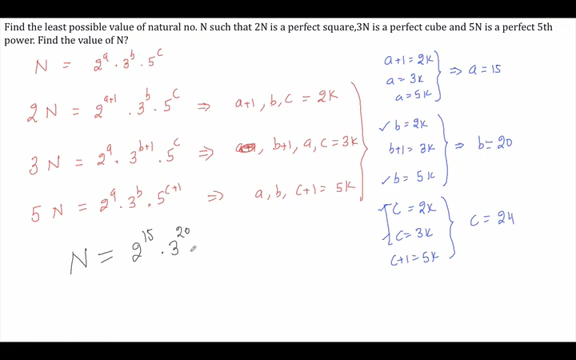 Find the least possible value of natural no. N such that 2N is a perfect square,3N is a perfect cube and 5N is a perfect 5th
power. Find the value of N?
N = 2^a . 3^b . 5^c
2N = 2^(a+1) . 3^b . 5^c ⇒ a+1, b, c = 2k
3N = 2^a . 3^(b+1) . 5^c ⇒ b+1, a, c = 3k
5N = 2^a . 3^b . 5^(c+1) ⇒ a, b, c+1 = 5k
a+1 = 2k
a = 3k ⇒ a = 15
a = 5k
✓ b = 2k
b+1 = 3k ⇒ b = 20
✓ b = 5k
c = 2k
c = 3k c = 24
c+1 = 5k
N = 2^15 . 3^20 .